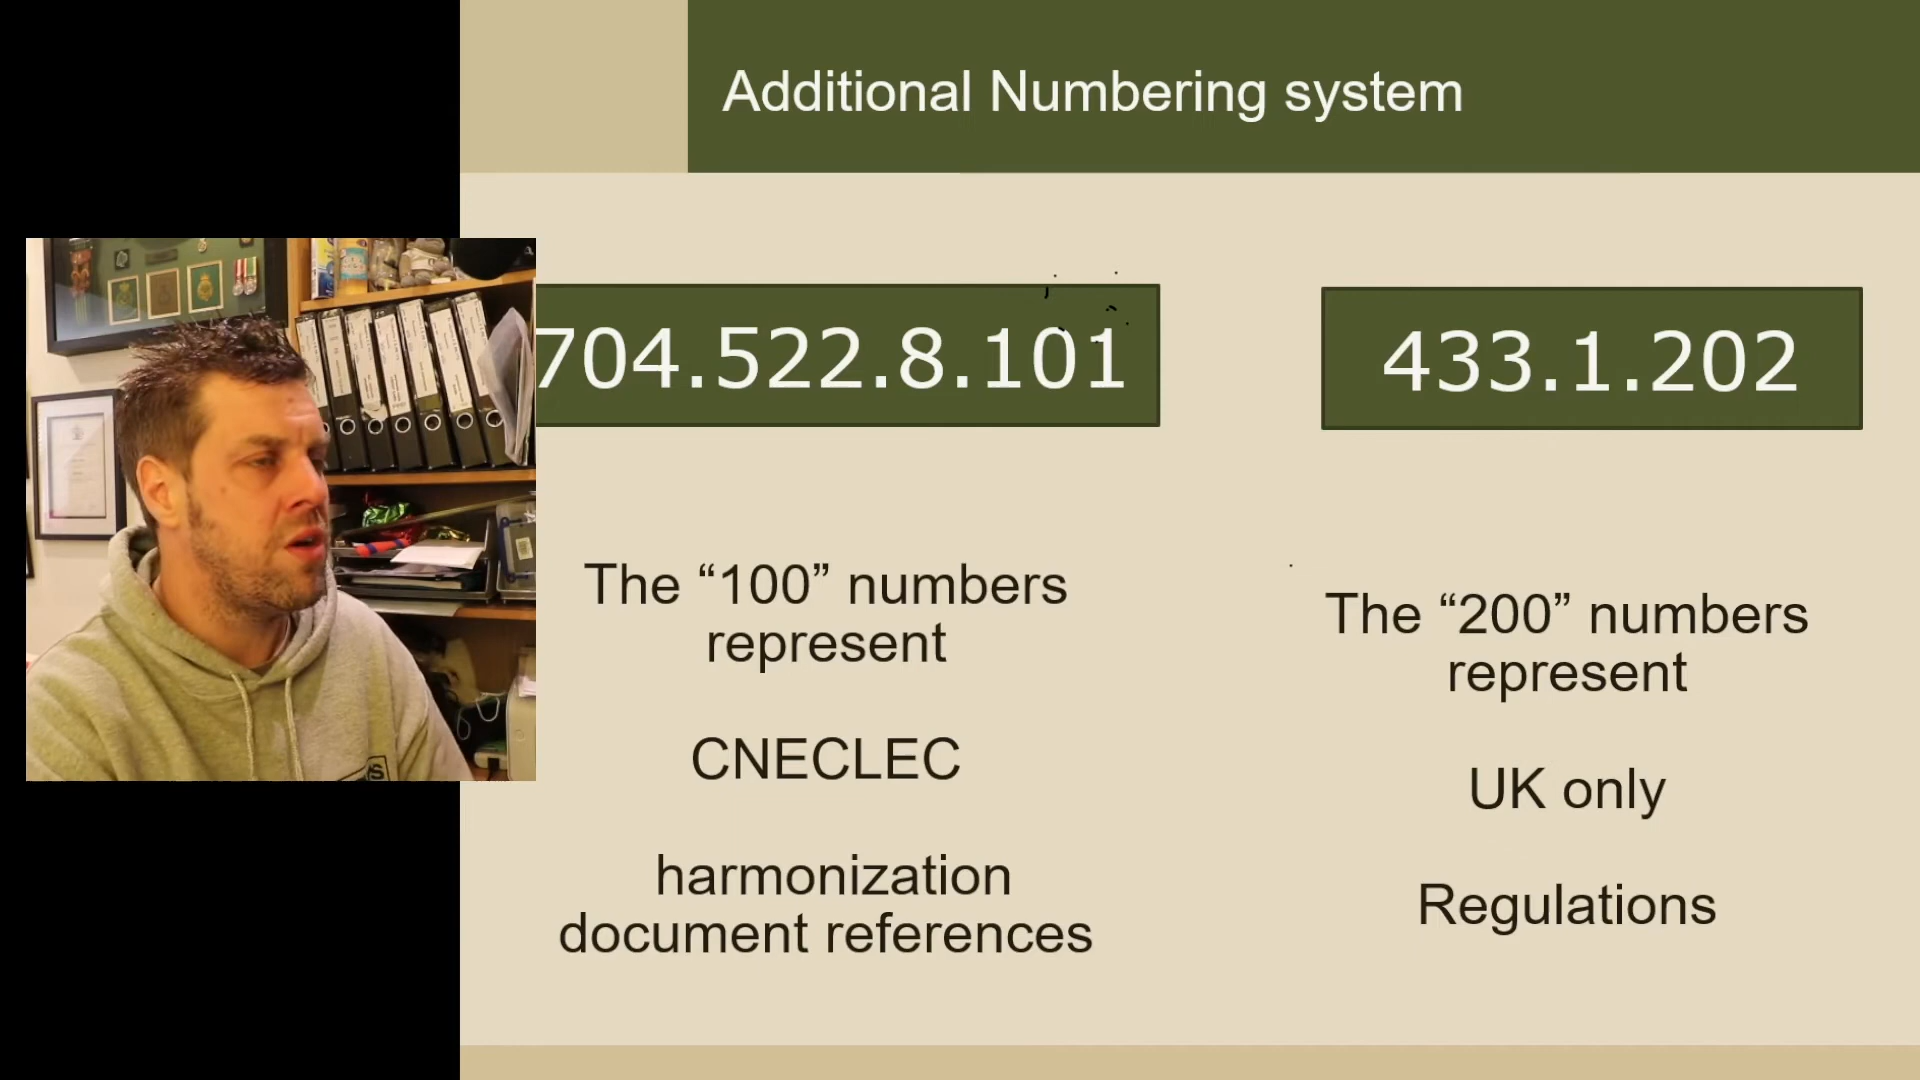 Additional Numbering system
704.522.8.101
433.1.202
The “100” numbers
represent
CNECLEC
harmonization
document references
The “200” numbers
represent
UK only
Regulations